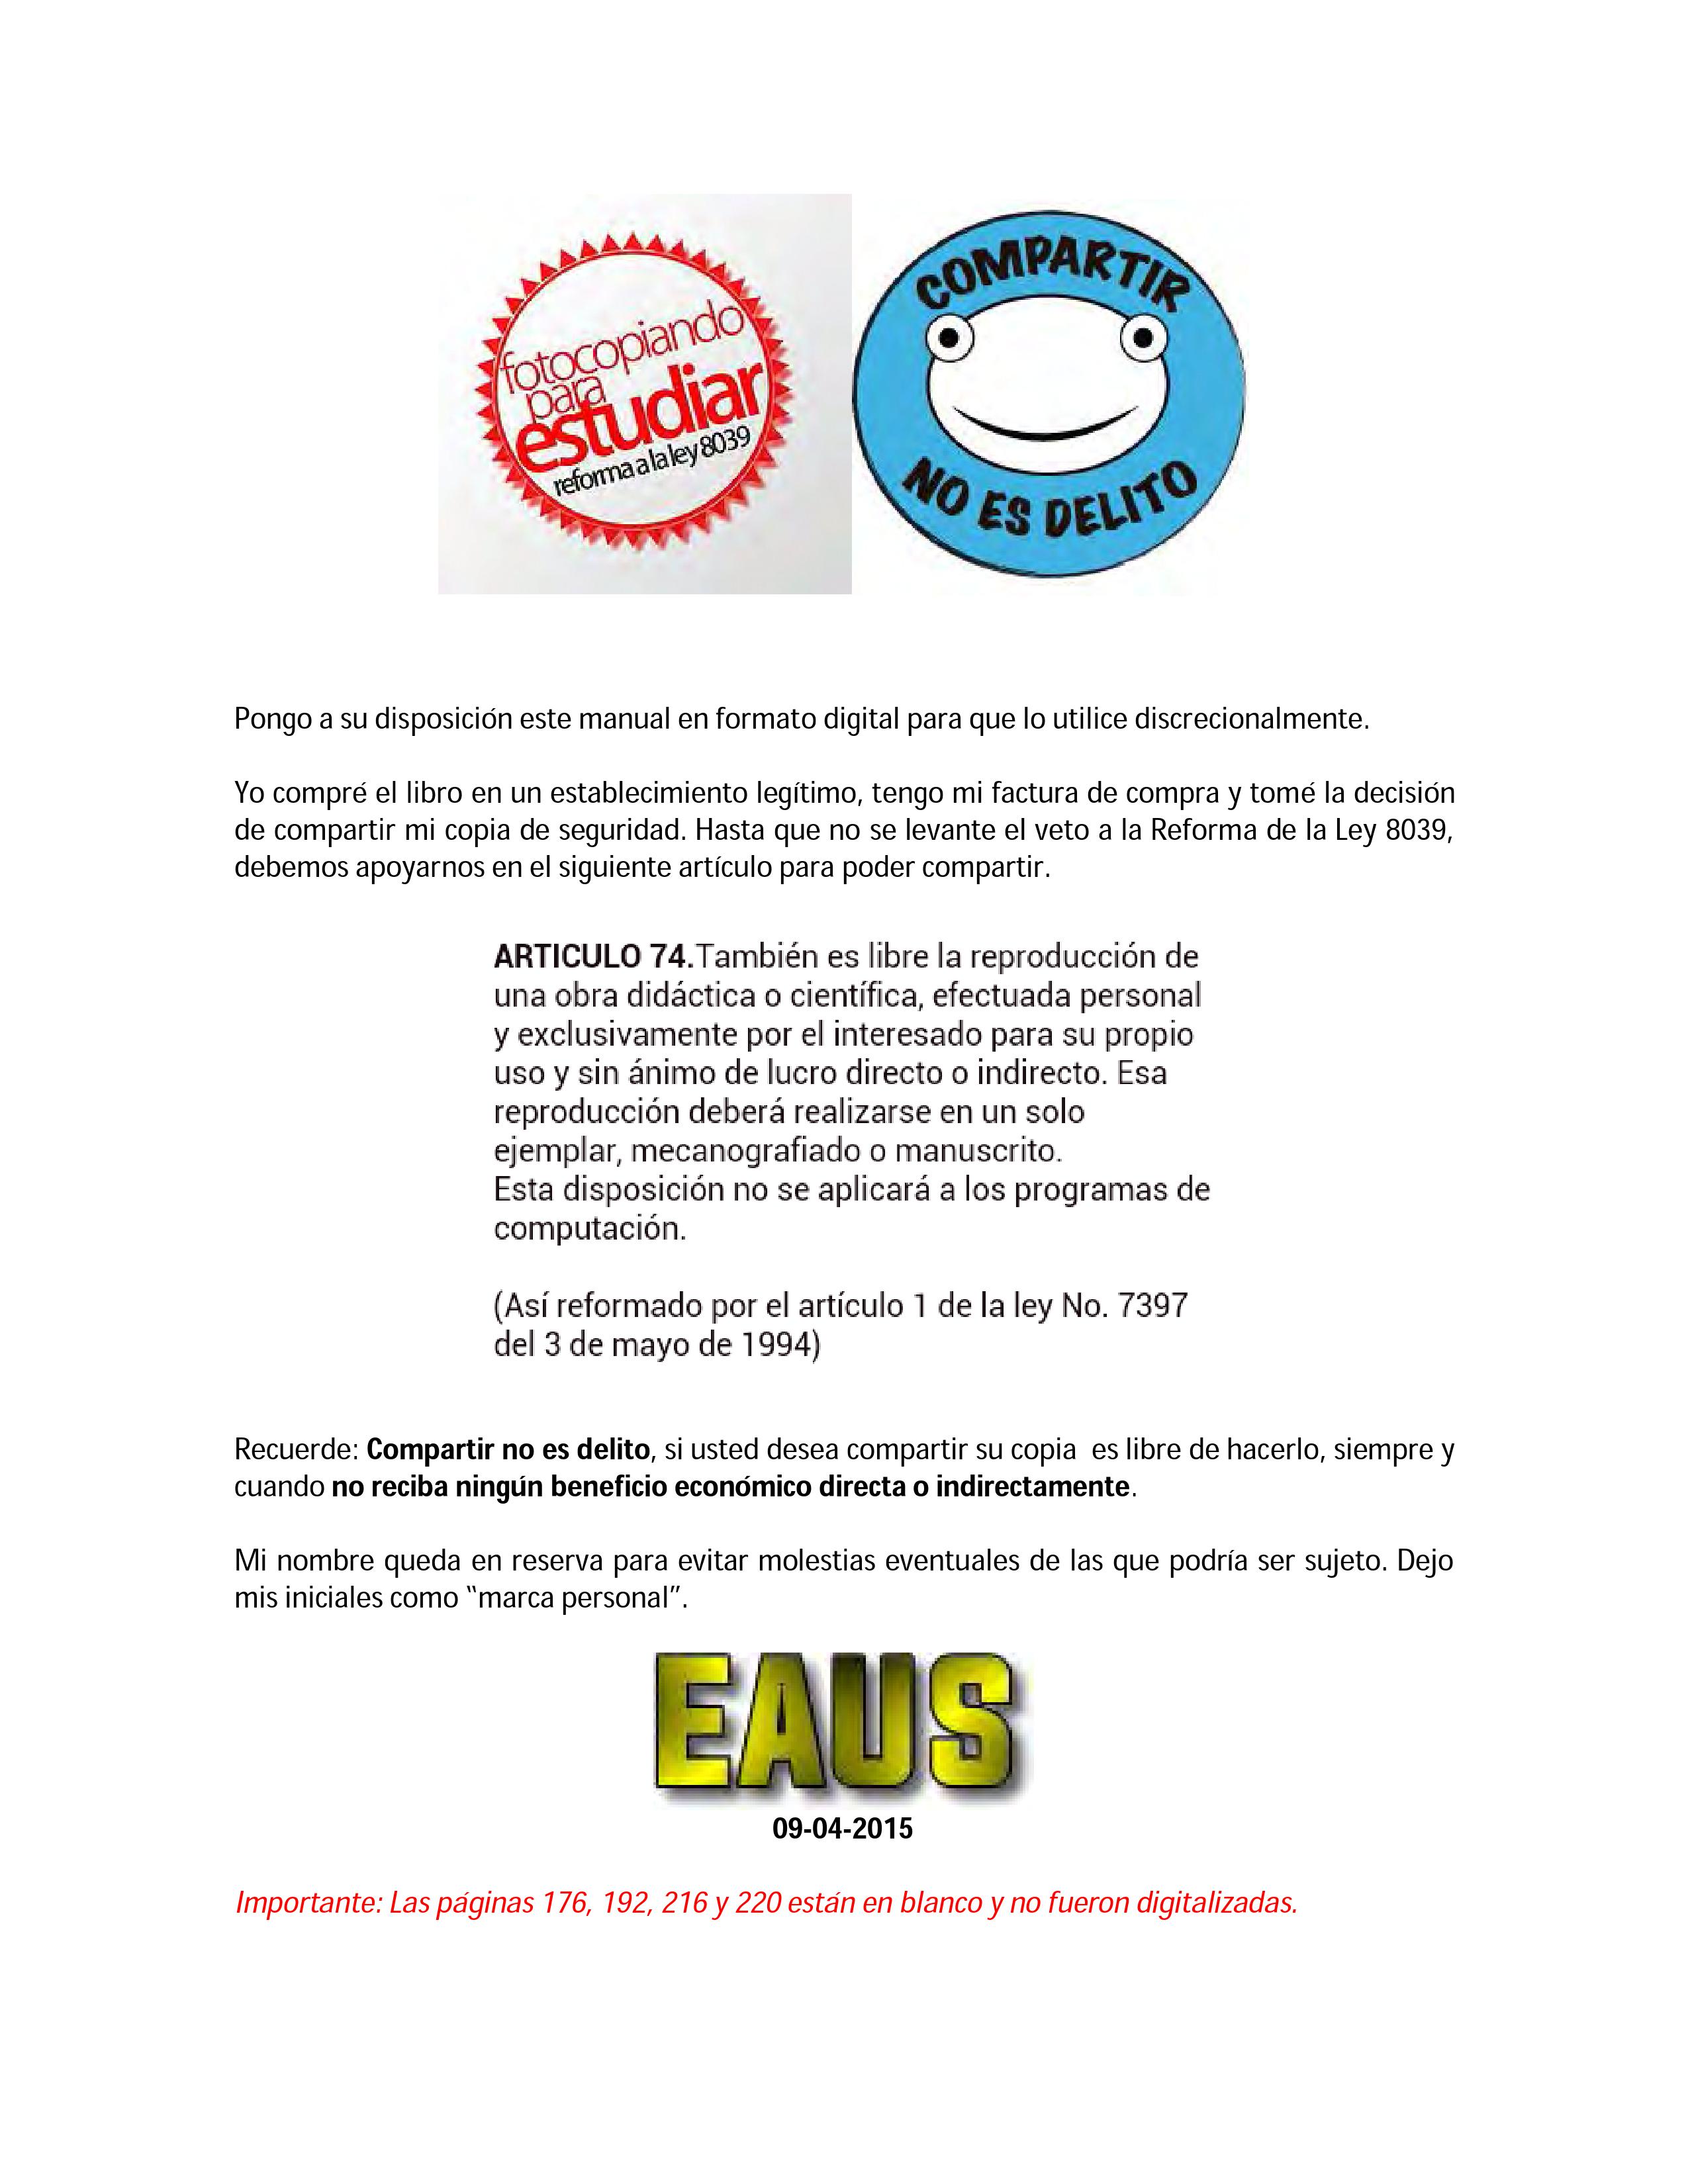 fotocopiando
para
estudiar
reforma a la ley 8039
COMPARTIR
NO ES DELITO
Pongo a su disposición este manual en formato digital para que lo utilice discrecionalmente.
Yo compré el libro en un establecimiento legítimo, tengo mi factura de compra y tomé la decisión
de compartir mi copia de seguridad. Hasta que no se levante el veto a la Reforma de la Ley 8039,
debemos apoyarnos en el siguiente artículo para poder compartir.
ARTICULO 74.También es libre la reproducción de
una obra didáctica o científica, efectuada personal
y exclusivamente por el interesado para su propio
uso y sin ánimo de lucro directo o indirecto. Esa
reproducción deberá realizarse en un solo
ejemplar, mecanografiado o manuscrito.
Esta disposición no se aplicará a los programas de
computación.
(Así reformado por el artículo 1 de la ley No. 7397
del 3 de mayo de 1994)
Recuerde: Compartir no es delito, si usted desea compartir su copia es libre de hacerlo, siempre y
cuando no reciba ningún beneficio económico directa o indirectamente.
Mi nombre queda en reserva para evitar molestias eventuales de las que podría ser sujeto. Dejo
mis iniciales como “marca personal”.
EAUS
09-04-2015
Importante: Las páginas 176, 192, 216 y 220 están en blanco y no fueron digitalizadas.